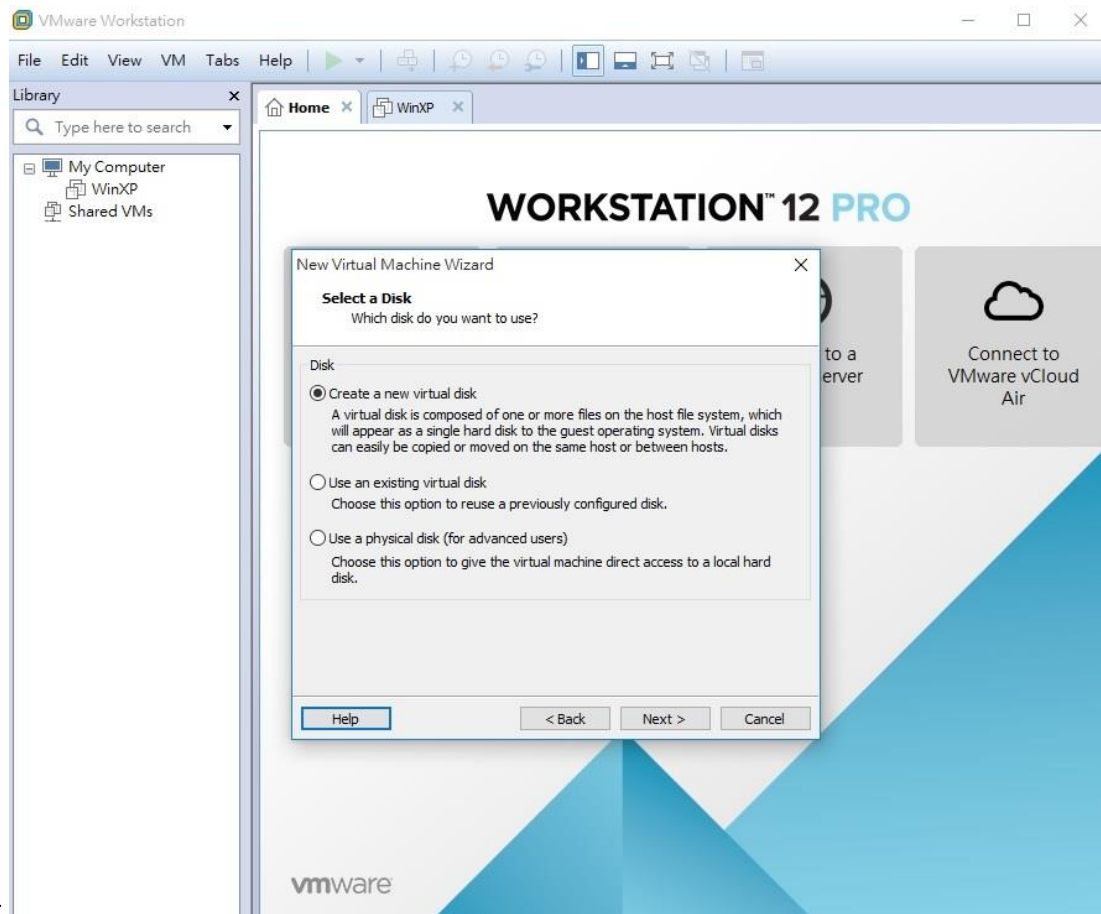 VMware Workstation
File Edit View VM Tabs Help
Library
Type here to search
My Computer
WinXP
Shared VMs
Home
WinXP
WORKSTATION™ 12 PRO
to a
erver
Connect to
VMware vCloud
Air
New Virtual Machine Wizard
Select a Disk
Which disk do you want to use?
Disk
Create a new virtual disk
A virtual disk is composed of one or more files on the host file system, which
will appear as a single hard disk to the guest operating system. Virtual disks
can easily be copied or moved on the same host or between hosts.
Use an existing virtual disk
Choose this option to reuse a previously configured disk.
Use a physical disk (for advanced users)
Choose this option to give the virtual machine direct access to a local hard
disk.
Help
< Back
Next >
Cancel
vmware